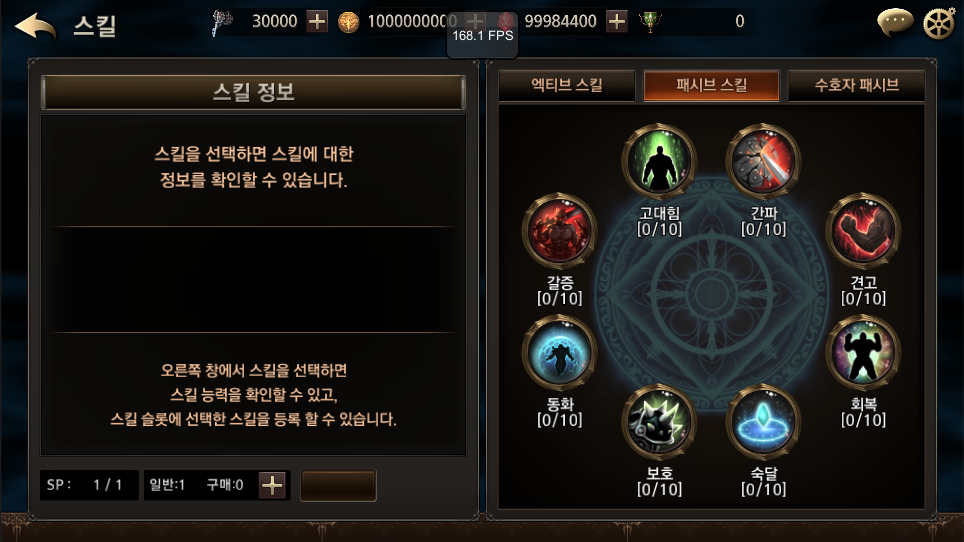 스킬
30000
1000000000
99984400
0
168.1 FPS
스킬 정보
스킬을 선택하면 스킬에 대한
정보를 확인할 수 있습니다.
오른쪽 창에서 스킬을 선택하면
스킬 능력을 확인할 수 있고,
스킬 슬롯에 선택한 스킬을 등록 할 수 있습니다.
SP : 1 / 1
일반:1 구매:0
엑티브 스킬
패시브 스킬
수호자 패시브
고대힘
[0/10]
간파
[0/10]
갈증
[0/10]
견고
[0/10]
동화
[0/10]
회복
[0/10]
보호
[0/10]
숙달
[0/10]